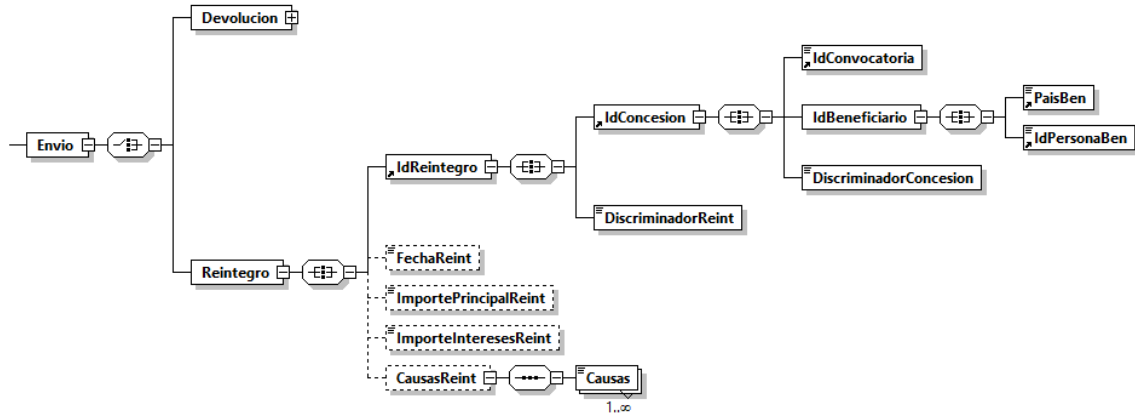 Devolucion
Envio
Reintegro
IdReintegro
IdConcesion
IdConvocatoria
IdBeneficiario
PaisBen
IdPersonaBen
DiscriminadorConcesion
DiscriminadorReint
FechaReint
ImportePrincipalReint
ImporteInteresesReint
CausasReint
Causas
1..∞